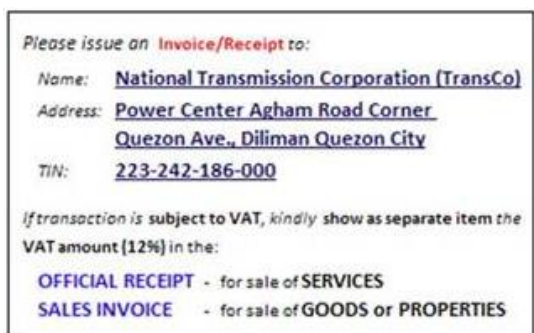 Please issue an Invoice/Receipt to:
Name: National Transmission Corporation (TransCo)
Address: Power Center Agham Road Corner
Quezon Ave., Diliman Quezon City
TIN: 223-242-186-000
If transaction is subject to VAT, kindly show as separate item the
VAT amount (12%) in the:
OFFICIAL RECEIPT - for sale of SERVICES
SALES INVOICE - for sale of GOODS or PROPERTIES